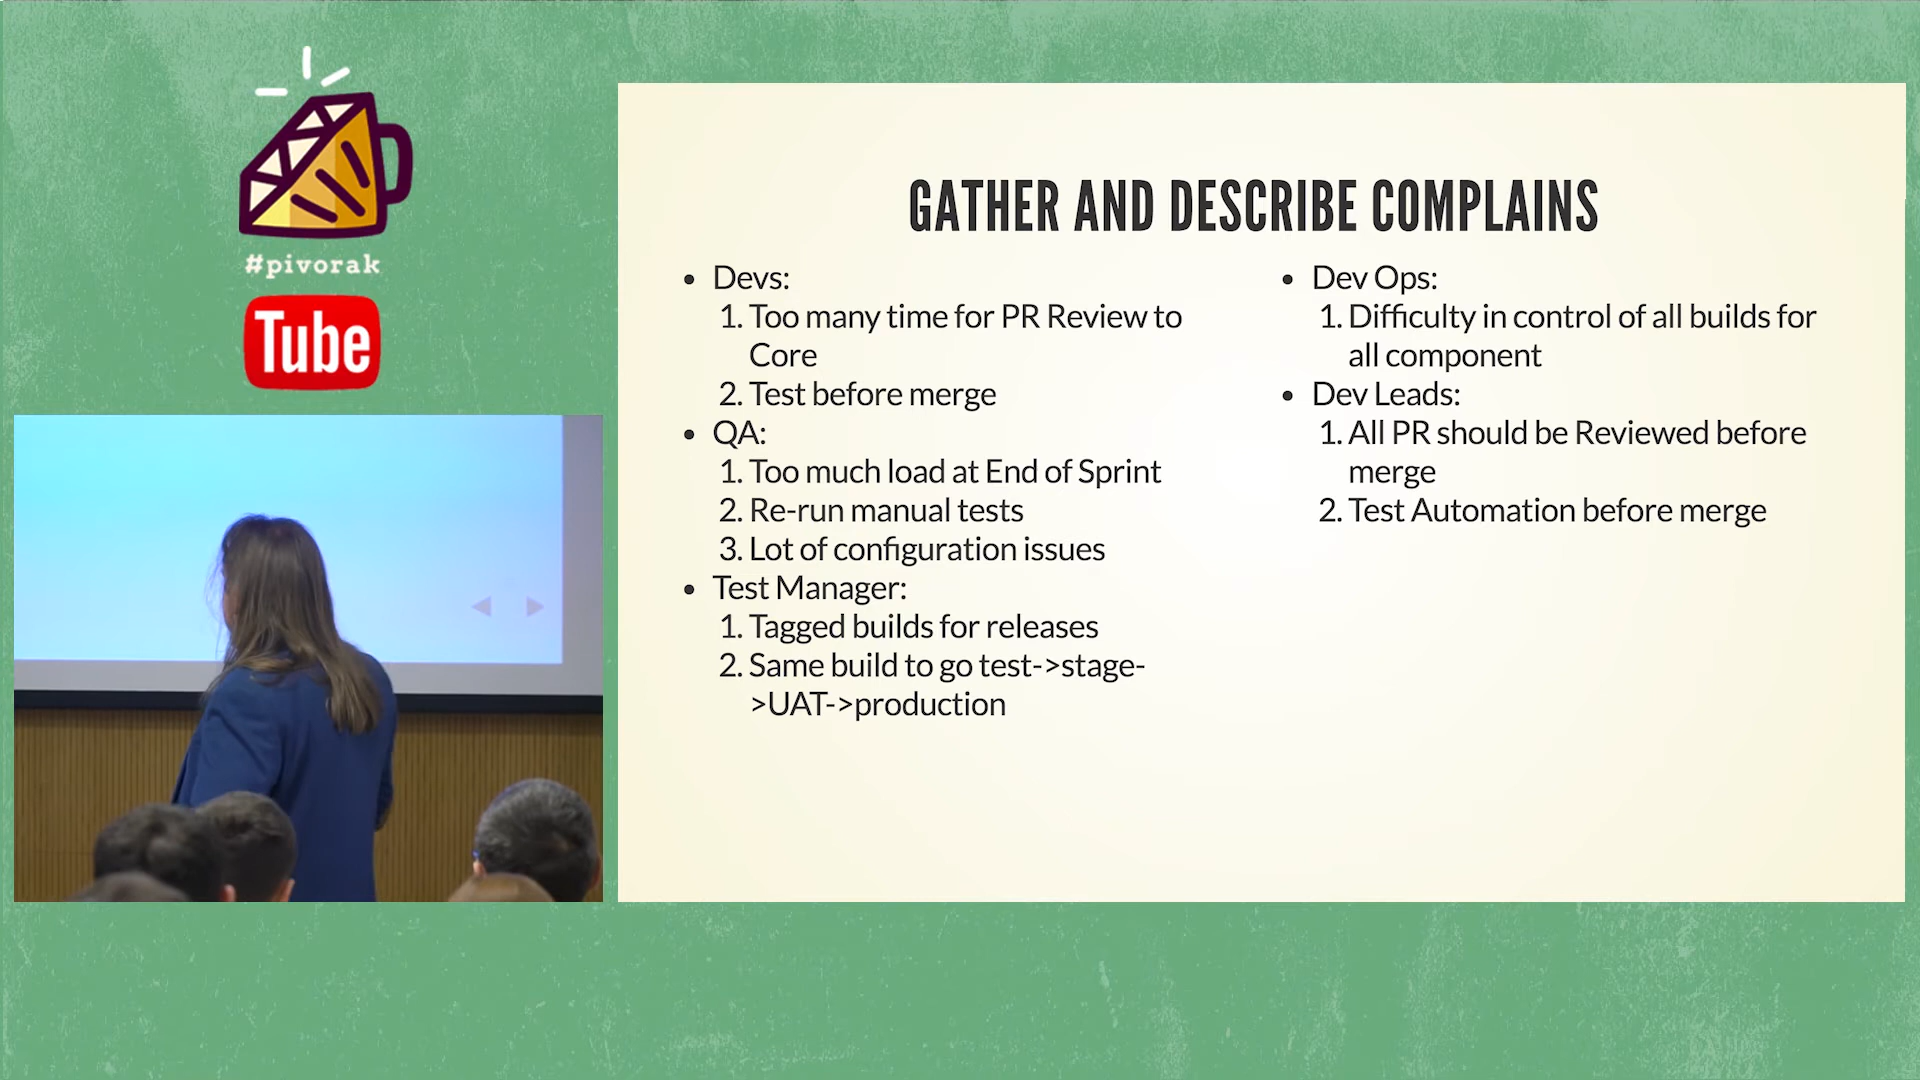 #pivorak
Tube
GATHER AND DESCRIBE COMPLAINS
• Devs:
1. Too many time for PR Review to
Core
2. Test before merge
• QA:
1. Too much load at End of Sprint
2. Re-run manual tests
3. Lot of configuration issues
• Test Manager:
1. Tagged builds for releases
2. Same build to go test->stage-
>UAT->production
• Dev Ops:
1. Difficulty in control of all builds for
all component
• Dev Leads:
1. All PR should be Reviewed before
merge
2. Test Automation before merge